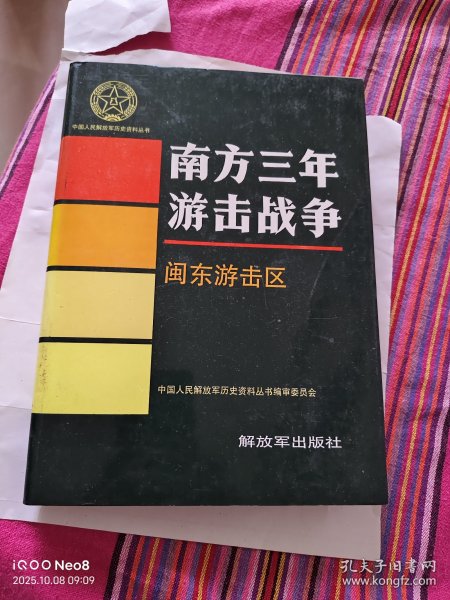 中国人民解放军历史资料丛书
南方三年
游击战争
闽东游击区
中国人民解放军历史资料丛书编审委员会
解放军出版社
iQOO Neo8
2025.10.08 09:09
孔夫子旧书网
kongfz.com